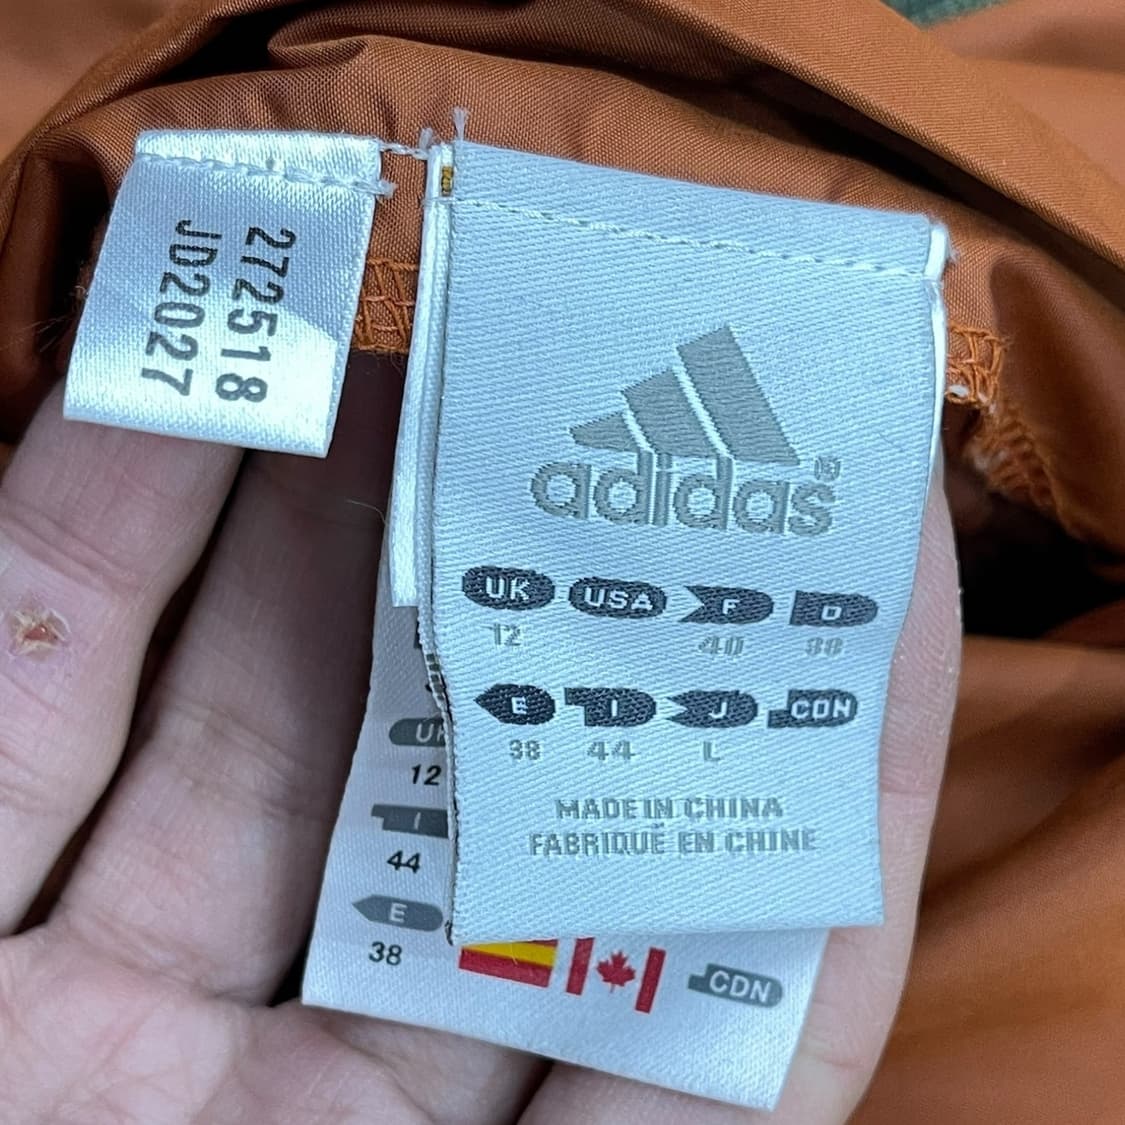 272518
JD2027
adidas®
UK USA F D
12 40 38
E I J CDN
38 44 L
MADE IN CHINA
FABRIQUÉ EN CHINE
12
I
44
E
38
CDN